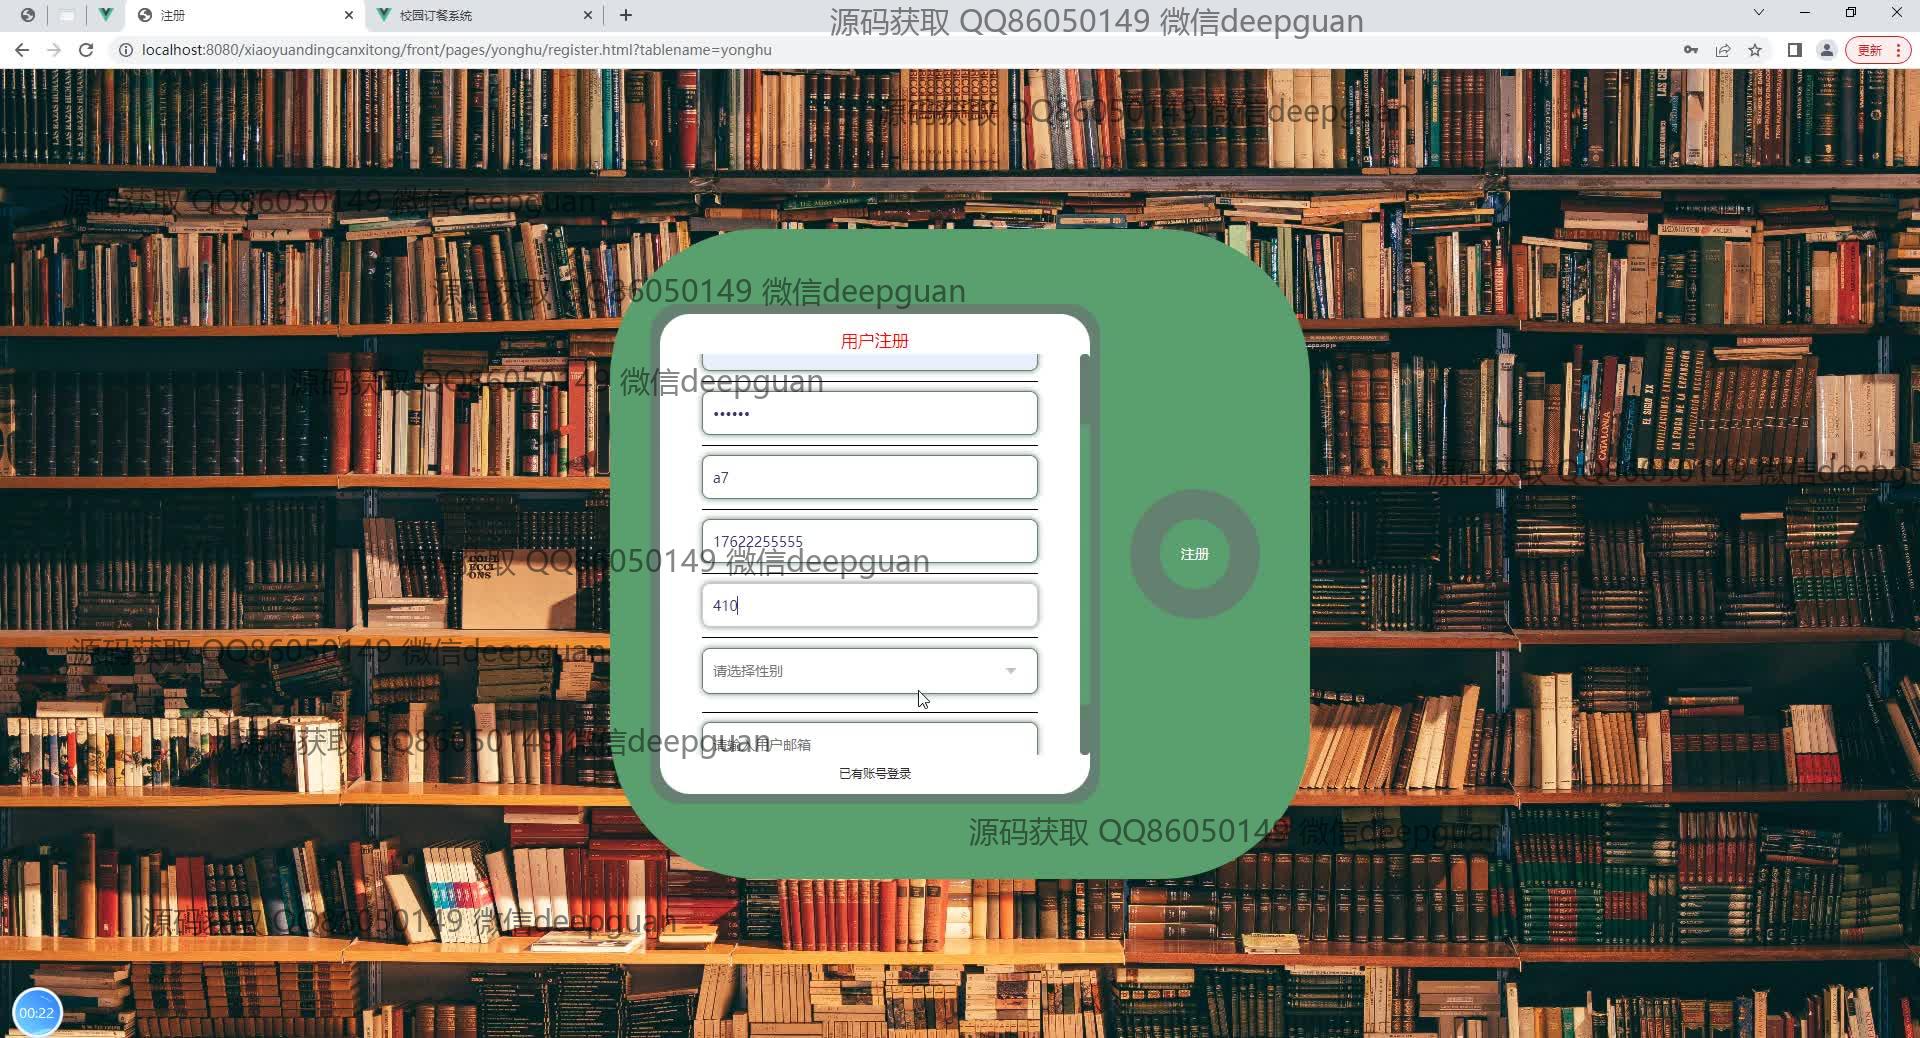 注册
校园订餐系统
源码获取 QQ86050149 微信deepguan
localhost:8080/xiaoyuandingcanxitong/front/pages/yonghu/register.html?tablename=yonghu
更新
源码获取 QQ86050149 微信deepguan
源码获取 QQ86050149 微信deepguan
源码获取 QQ86050149 微信deepguan
用户注册
源码获取 QQ86050149 微信deepguan
••••••
a7
源码获取 QQ86050149 微信deepgu
17622255555
源码获取 QQ86050149 微信deepguan
注册
410
源码获取 QQ86050149 微信deepguan
请选择性别
源码获取 QQ86050149 微信deepguan
请输入用户邮箱
已有账号登录
源码获取 QQ86050149 微信deepguan
源码获取 QQ86050149 微信deepguan
00:22